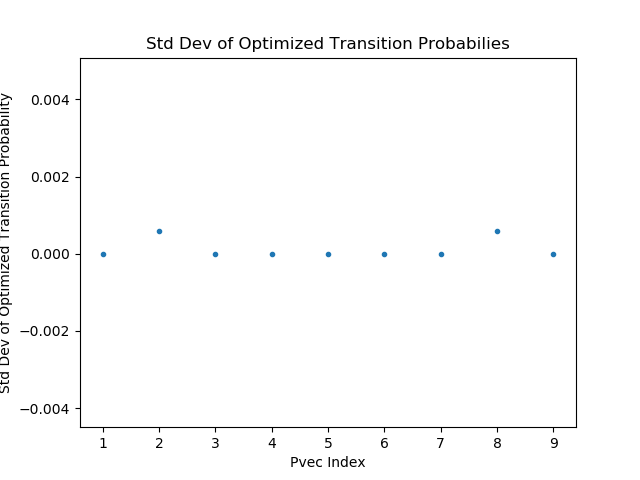 Std Dev of Optimized Transition Probabilies
Std Dev of Optimized Transition Probability
0.004
0.002
0.000
−0.002
−0.004
1 2 3 4 5 6 7 8 9
Pvec Index